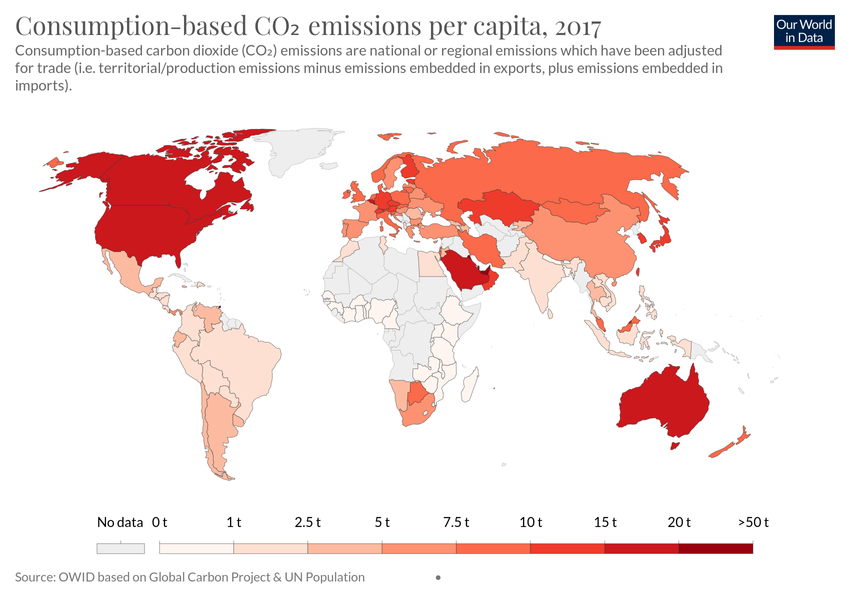 Consumption-based CO₂ emissions per capita, 2017
Our World
in Data
Consumption-based carbon dioxide (CO₂) emissions are national or regional emissions which have been adjusted
for trade (i.e. territorial/production emissions minus emissions embedded in exports, plus emissions embedded in
imports).
No data 0 t 1 t 2.5 t 5 t 7.5 t 10 t 15 t 20 t >50 t
Source: OWID based on Global Carbon Project & UN Population •